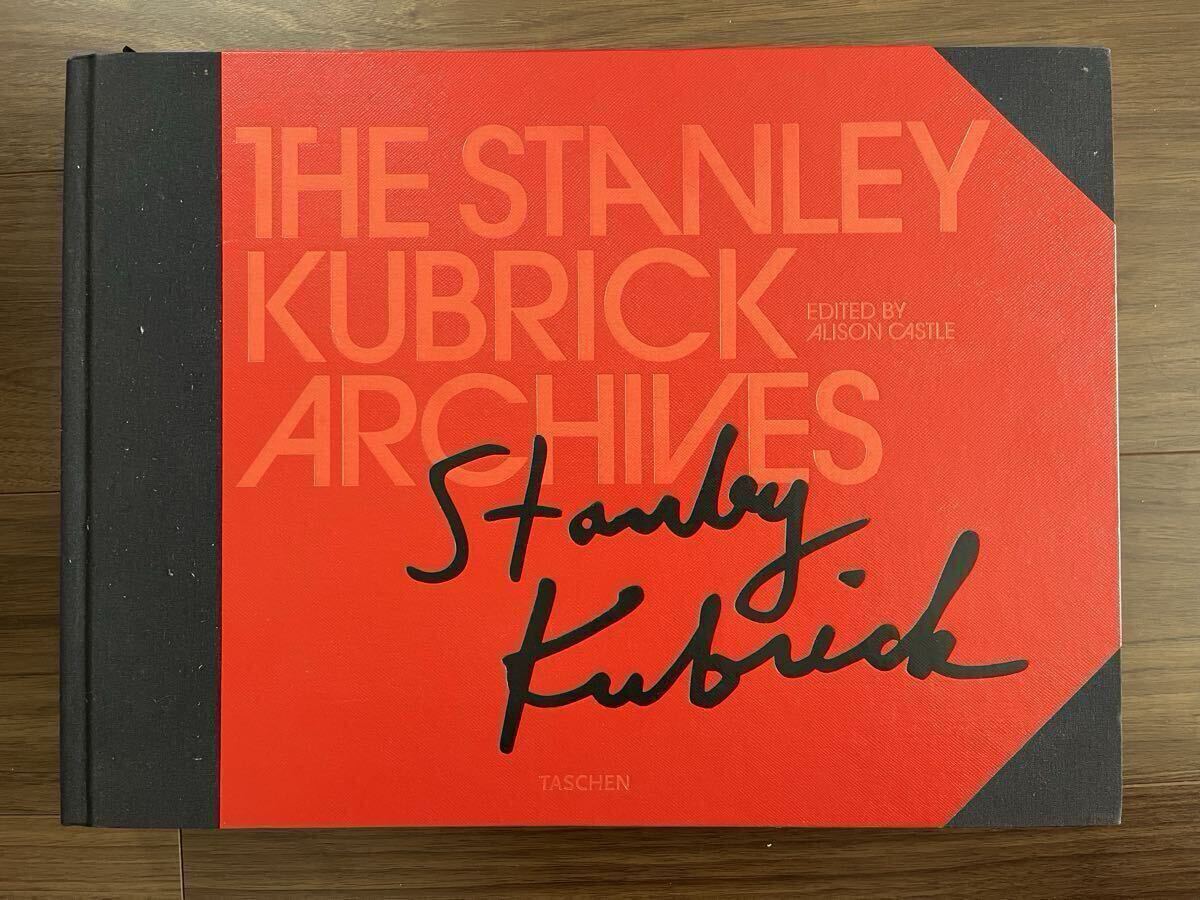 THE STANLEY
KUBRICK
EDITED BY
ALISON CASTLE
ARCHIVES
Stanley
Kubrick
TASCHEN